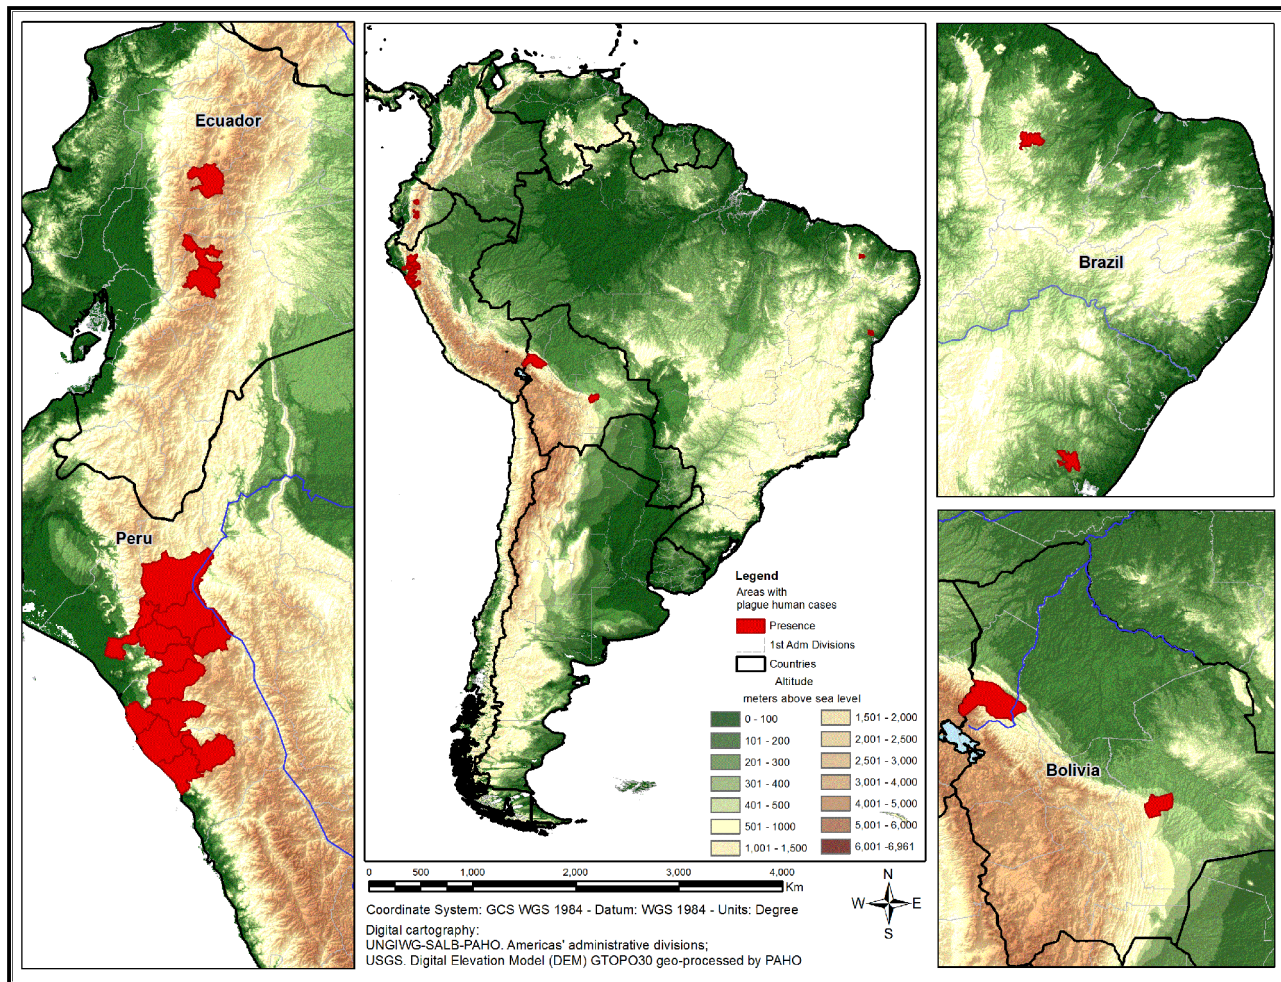 Ecuador
Peru
Brazil
Bolivia
Legend
Areas with
plague human cases
Presence
1st Adm Divisions
Countries
Altitude
meters above sea level
0 - 100
101 - 200
201 - 300
301 - 400
401 - 500
501 - 1000
1,001 - 1,500
1,501 - 2,000
2,001 - 2,500
2,501 - 3,000
3,001 - 4,000
4,001 - 5,000
5,001 - 6,000
6,001 -6,961
0 500 1,000 2,000 3,000 4,000
Km
N
W E
S
Coordinate System: GCS WGS 1984 - Datum: WGS 1984 - Units: Degree
Digital cartography:
UNGIWG-SALB-PAHO. Americas' administrative divisions;
USGS. Digital Elevation Model (DEM) GTOPO30 geo-processed by PAHO